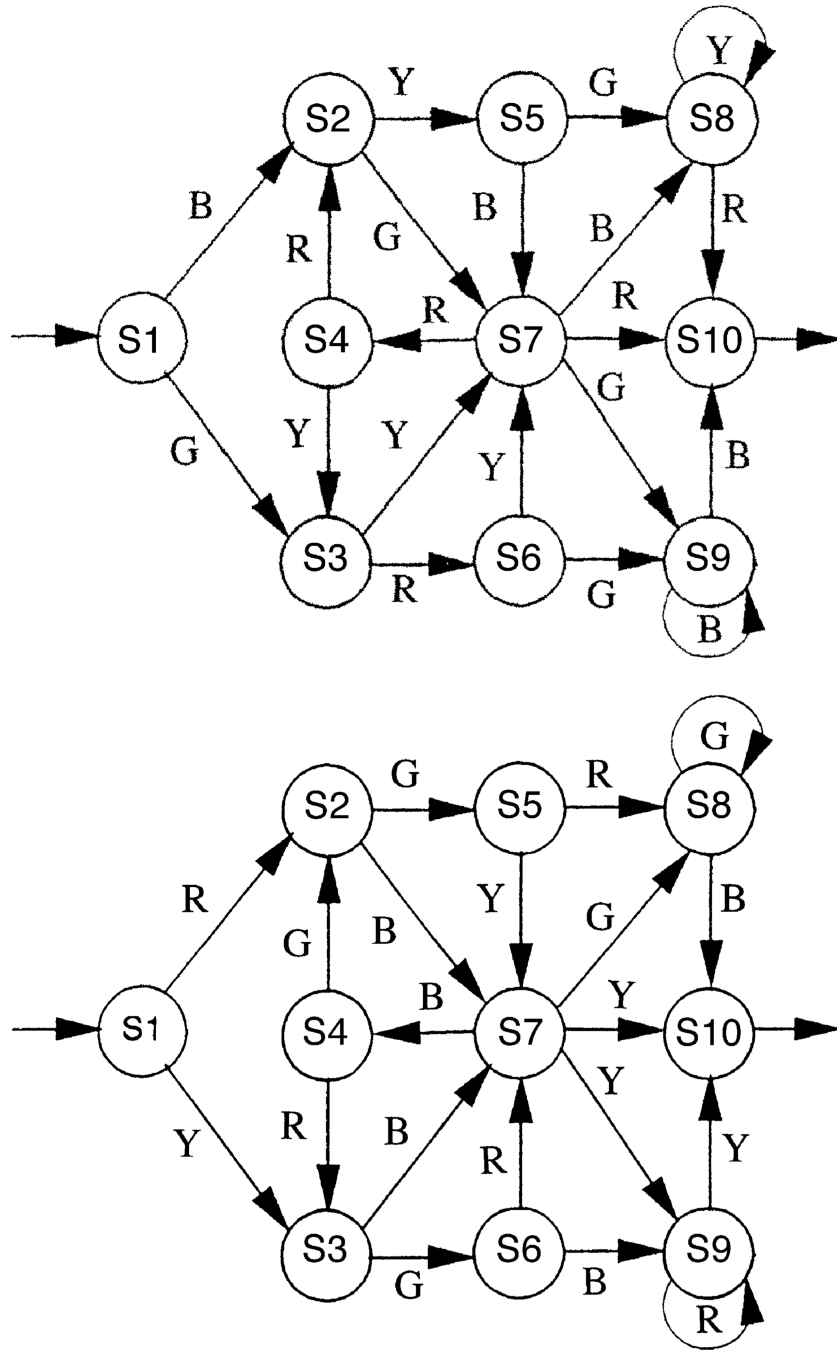 Y
Y G
S2 S5 S8
B G B B R
R
R R
S1 S4 S7 S10
G
G Y Y Y B
S3 S6 S9
R G
B
G
G R
S2 S5 S8
R B Y G B
G
B Y
S1 S4 S7 S10
Y
Y R B R Y
S3 S6 S9
G B
R